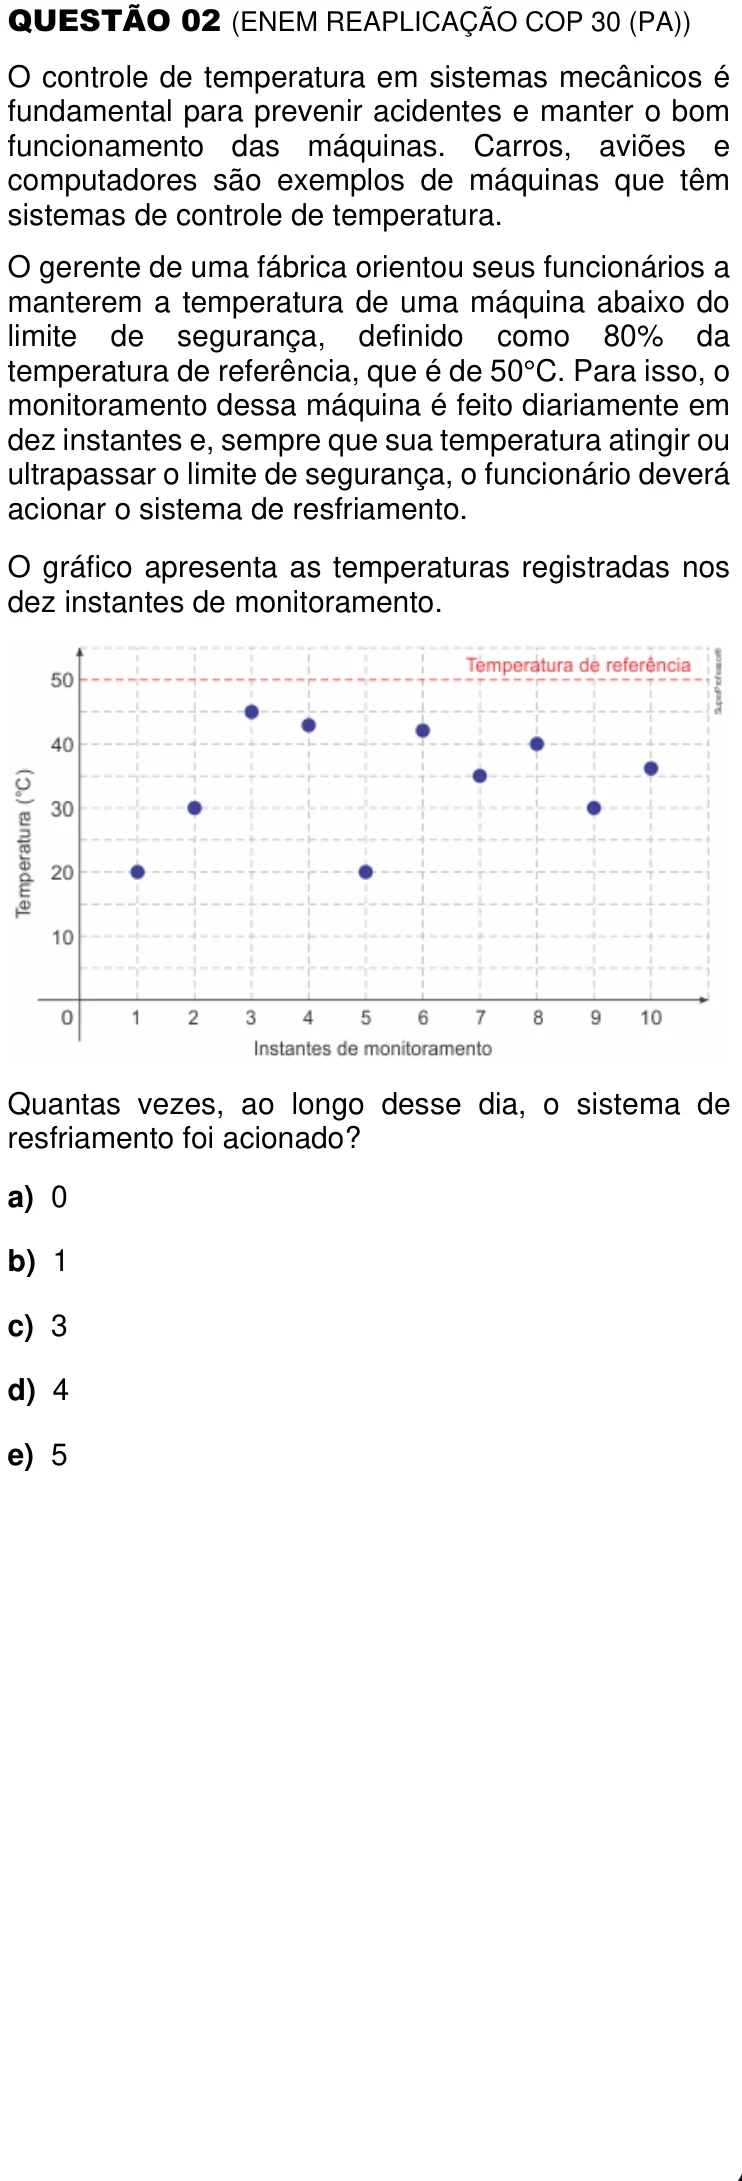 QUESTÃO 02 (ENEM REAPLICAÇÃO COP 30 (PA))
O controle de temperatura em sistemas mecânicos é
fundamental para prevenir acidentes e manter o bom
funcionamento das máquinas. Carros, aviões e
computadores são exemplos de máquinas que têm
sistemas de controle de temperatura.
O gerente de uma fábrica orientou seus funcionários a
manterem a temperatura de uma máquina abaixo do
limite de segurança, definido como 80% da
temperatura de referência, que é de 50°C. Para isso, o
monitoramento dessa máquina é feito diariamente em
dez instantes e, sempre que sua temperatura atingir ou
ultrapassar o limite de segurança, o funcionário deverá
acionar o sistema de resfriamento.
O gráfico apresenta as temperaturas registradas nos
dez instantes de monitoramento.
Temperatura de referência
SuperProfessor®
50
40
30
20
10
Temperatura (°C)
0 1 2 3 4 5 6 7 8 9 10
Instantes de monitoramento
Quantas vezes, ao longo desse dia, o sistema de
resfriamento foi acionado?
a) 0
b) 1
c) 3
d) 4
e) 5